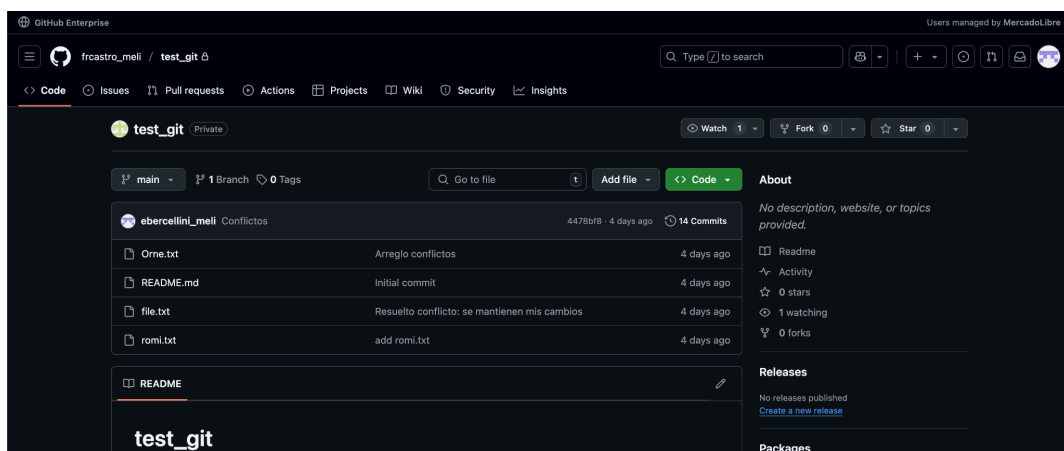 GitHub Enterprise
Users managed by MercadoLibre
frcastro_meli / test_git
Type / to search
Code Issues Pull requests Actions Projects Wiki Security Insights
test_git Private
Watch 1 Fork 0 Star 0
main 1 Branch 0 Tags
Go to file t Add file Code
ebercellini_meli Conflictos 4478bf8 · 4 days ago 14 Commits
Orne.txt Arreglo conflictos 4 days ago
README.md Initial commit 4 days ago
file.txt Resuelto conflicto: se mantienen mis cambios 4 days ago
romi.txt add romi.txt 4 days ago
README
test_git
About
No description, website, or topics
provided.
Readme
Activity
0 stars
1 watching
0 forks
Releases
No releases published
Create a new release
Packages